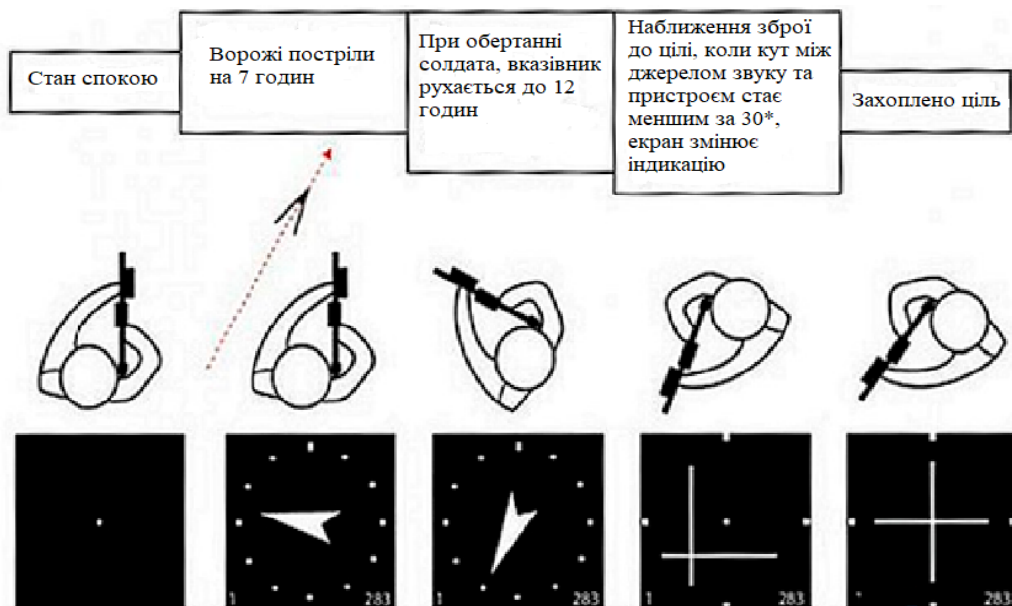 Стан спокою
Ворожі постріли
на 7 годин
При обертанні
солдата, вказівник
рухається до 12
годин
Наближення зброї
до цілі, коли кут між
джерелом звуку та
пристроєм стає
меншим за 30*,
екран змінює
індикацію
Захоплено ціль
1 283
1 283
1 283
283